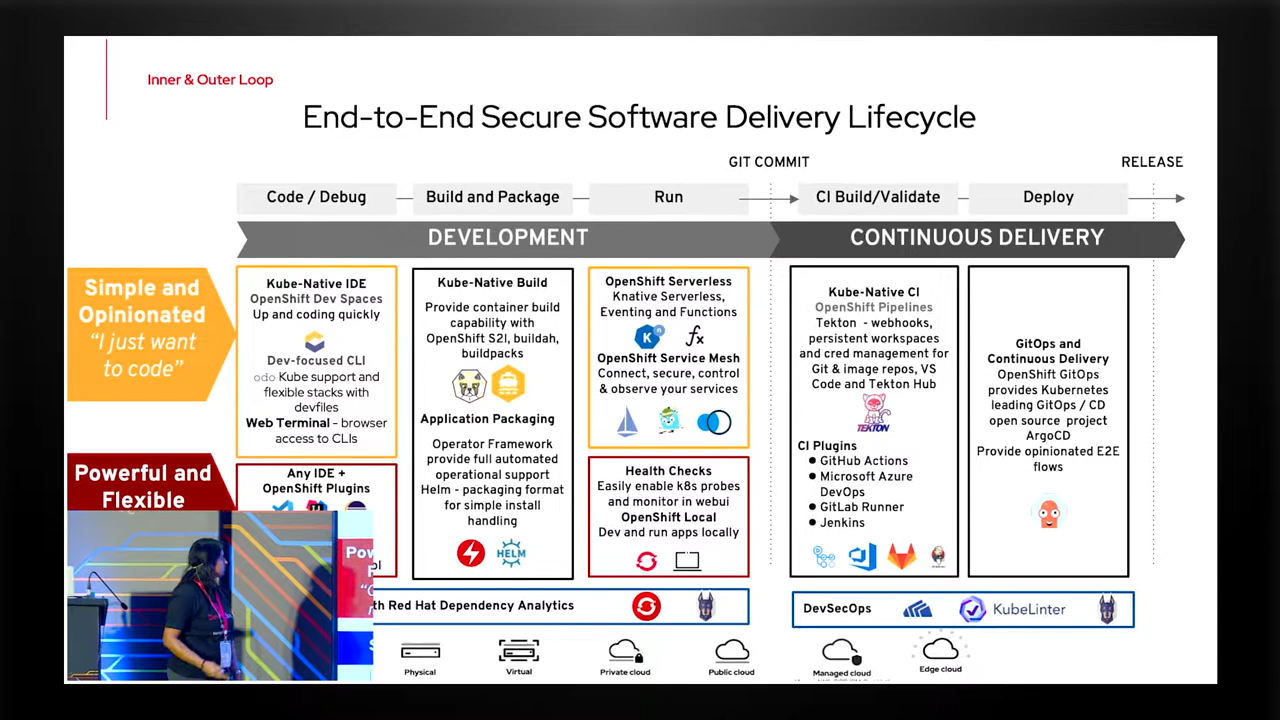 Inner & Outer Loop
End-to-End Secure Software Delivery Lifecycle
GIT COMMIT
RELEASE
Code / Debug
Build and Package
Run
CI Build/Validate
Deploy
DEVELOPMENT
CONTINUOUS DELIVERY
Simple and
Opinionated
“I just want
to code”
Powerful and
Flexible
Kube-Native IDE
OpenShift Dev Spaces
Up and coding quickly
Dev-focused CLI
odo Kube support and
flexible stacks with
devfiles
Web Terminal - browser
access to CLIs
Any IDE +
OpenShift Plugins
Kube-Native Build
Provide container build
capability with
OpenShift S2I, buildah,
buildpacks
Application Packaging
Operator Framework
provide full automated
operational support
Helm - packaging format
for simple install
handling
HELM
OpenShift Serverless
Knative Serverless,
Eventing and Functions
K n
fx
OpenShift Service Mesh
Connect, secure, control
& observe your services
Health Checks
Easily enable k8s probes
and monitor in webui
OpenShift Local
Dev and run apps locally
Kube-Native CI
OpenShift Pipelines
Tekton - webhooks,
persistent workspaces
and cred management for
Git & image repos, VS
Code and Tekton Hub
TEKTON
CI Plugins
● GitHub Actions
● Microsoft Azure
DevOps
● GitLab Runner
● Jenkins
GitOps and
Continuous Delivery
OpenShift GitOps
provides Kubernetes
leading GitOps / CD
open source project
ArgoCD
Provide opinionated E2E
flows
Red Hat Dependency Analytics
DevSecOps
KubeLinter
Physical
Virtual
Private cloud
Public cloud
Managed cloud
Edge cloud